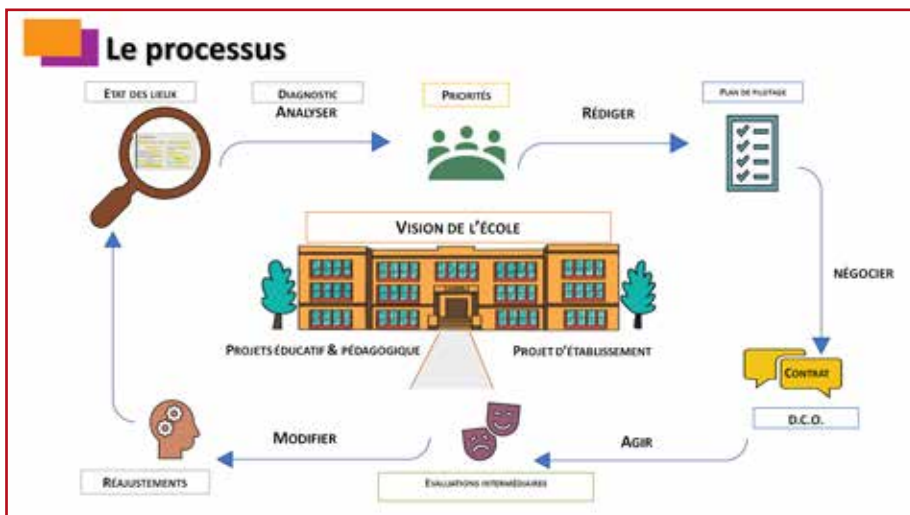 Le processus
ETAT DES LIEUX
DIAGNOSTIC
ANALYSER
PRIORITÉS
RÉDIGER
PLAN DE PILOTAGE
VISION DE L'ÉCOLE
NÉGOCIER
PROJETS ÉDUCATIF & PÉDAGOGIQUE
PROJET D'ÉTABLISSEMENT
CONTRAT
D.C.O.
AGIR
EVALUATIONS INTERMÉDIAIRES
MODIFIER
RÉAJUSTEMENTS